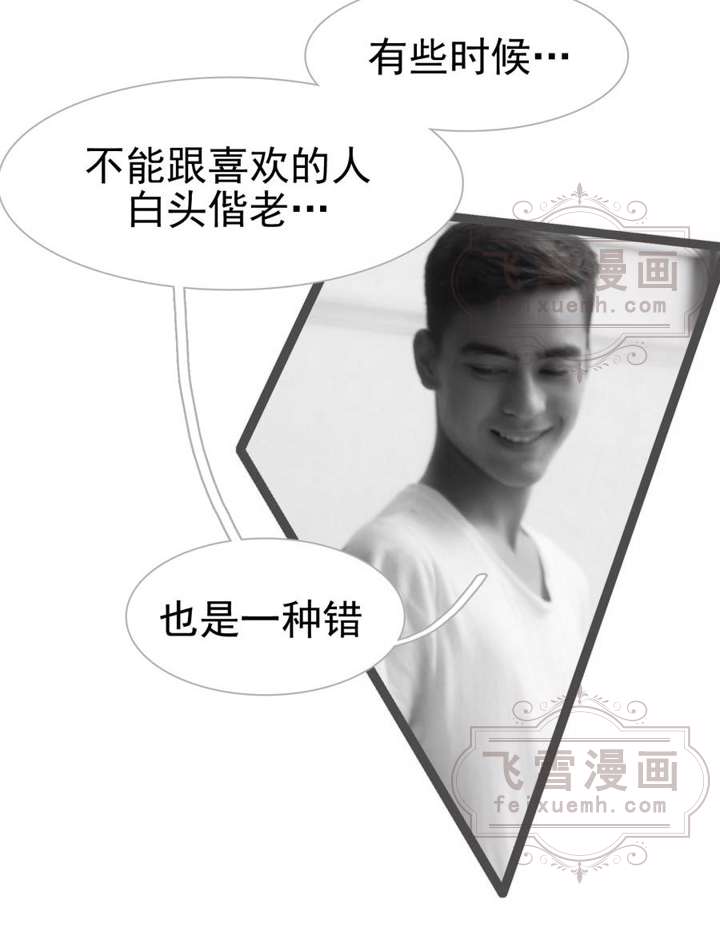 有些时候…
不能跟喜欢的人
白头偕老…
也是一种错
飞雪漫画
feixuemh.com
飞雪漫画
feixuemh.com